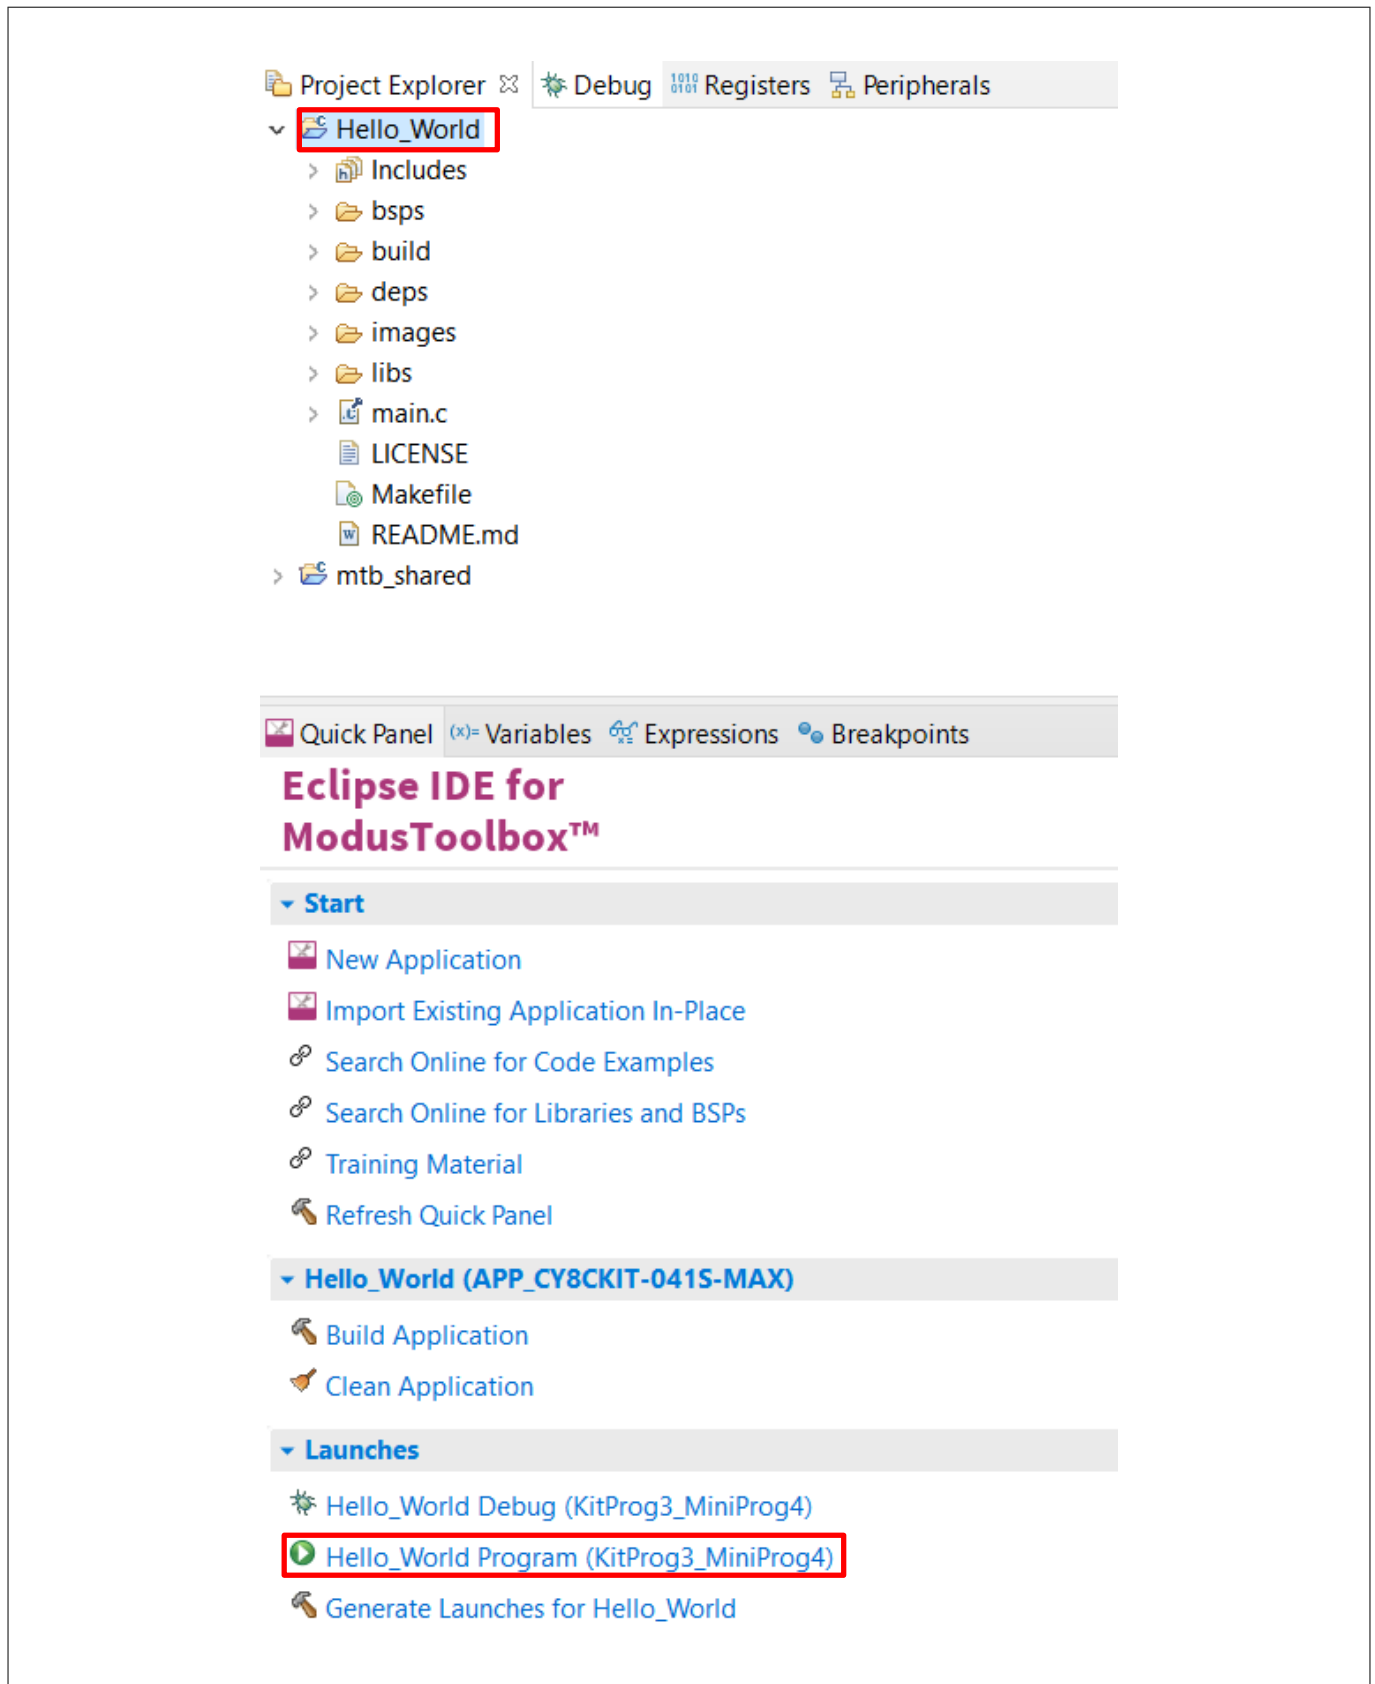 Project Explorer Debug Registers Peripherals
Hello_World
Includes
bsps
build
deps
images
libs
main.c
LICENSE
Makefile
README.md
mtb_shared
Quick Panel (x)= Variables Expressions Breakpoints
Eclipse IDE for
ModusToolbox™
Start
New Application
Import Existing Application In-Place
Search Online for Code Examples
Search Online for Libraries and BSPs
Training Material
Refresh Quick Panel
Hello_World (APP_CY8CKIT-041S-MAX)
Build Application
Clean Application
Launches
Hello_World Debug (KitProg3_MiniProg4)
Hello_World Program (KitProg3_MiniProg4)
Generate Launches for Hello_World